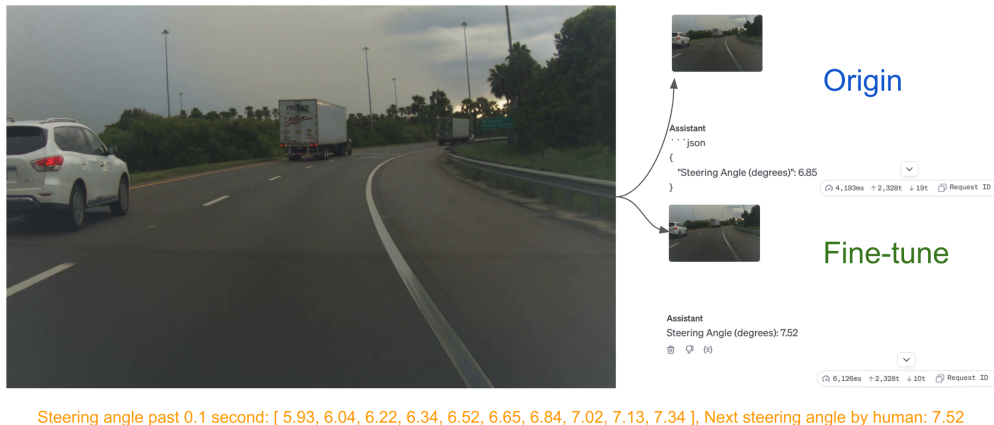 Origin
Assistant
```json
{
"Steering Angle (degrees)": 6.85
}
4,193ms ↑2,328t ↓19t Request ID
Fine-tune
Assistant
Steering Angle (degrees): 7.52
6,126ms ↑2,328t ↓10t Request ID
Steering angle past 0.1 second: [ 5.93, 6.04, 6.22, 6.34, 6.52, 6.65, 6.84, 7.02, 7.13, 7.34 ], Next steering angle by human: 7.52